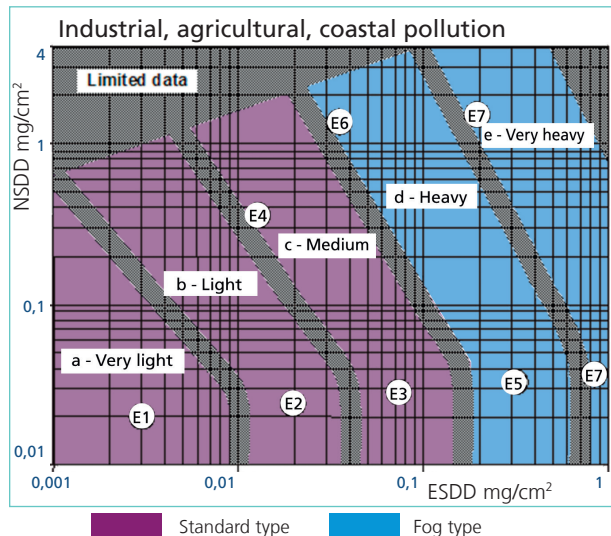 Industrial, agricultural, coastal pollution
NSDD mg/cm²
4
1
0,1
0,01
Limited data
E6
E7
e - Very heavy
d - Heavy
E4
c - Medium
b - Light
a - Very light
E1
E2
E3
E5
E7
0,001
0,01
0,1
1
ESDD mg/cm²
Standard type
Fog type